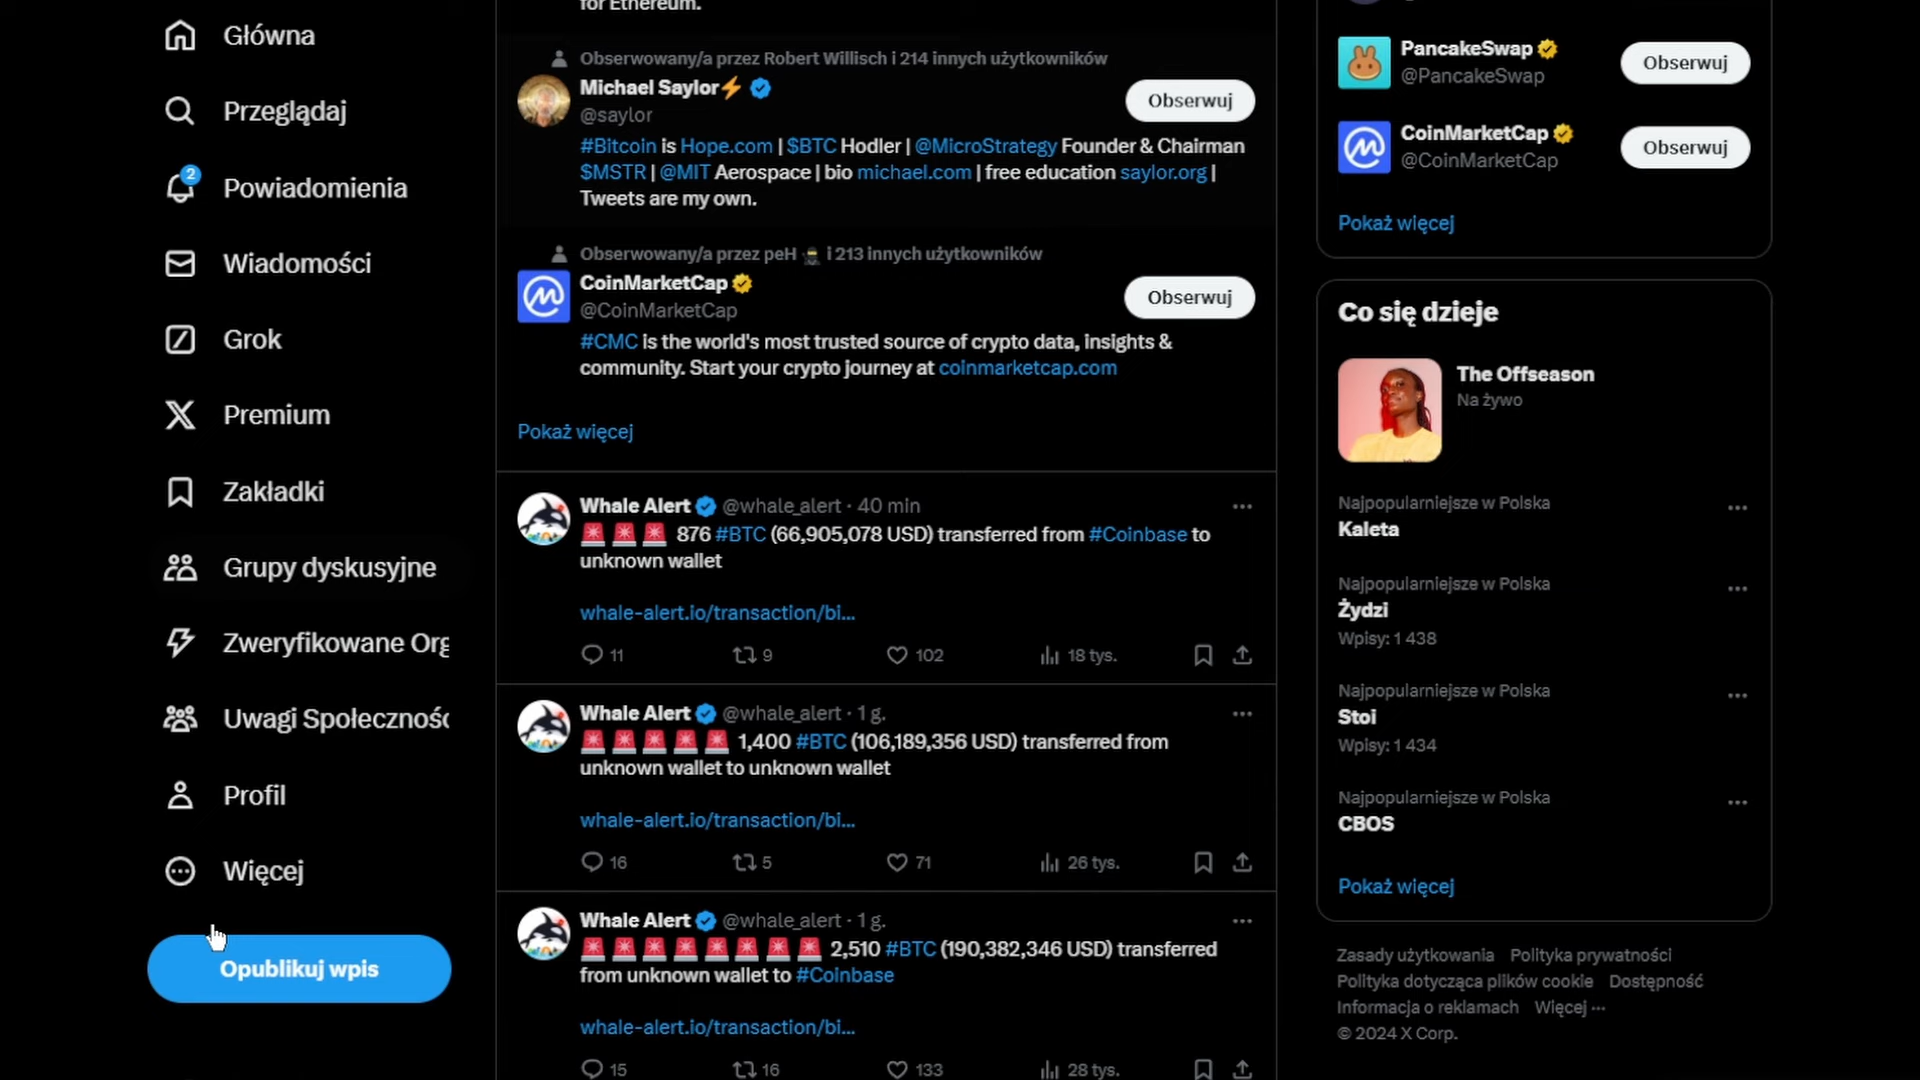 Główna
Przeglądaj
2
Powiadomienia
Wiadomości
Grok
Premium
Zakładki
Grupy dyskusyjne
Zweryfikowane Org
Uwagi Społecznośc
Profil
Więcej
Opublikuj wpis
for Ethereum.
Obserwowany/a przez Robert Willisch i 214 innych użytkowników
Michael Saylor⚡
@saylor
Obserwuj
#Bitcoin is Hope.com | $BTC Hodler | @MicroStrategy Founder & Chairman
$MSTR | @MIT Aerospace | bio michael.com | free education saylor.org |
Tweets are my own.
Obserwowany/a przez peH 🥷 i 213 innych użytkowników
CoinMarketCap
@CoinMarketCap
Obserwuj
#CMC is the world's most trusted source of crypto data, insights &
community. Start your crypto journey at coinmarketcap.com
Pokaż więcej
Whale Alert @whale_alert · 40 min
🚨 🚨 🚨 876 #BTC (66,905,078 USD) transferred from #Coinbase to
unknown wallet
whale-alert.io/transaction/bi…
11 9 102 18 tys.
Whale Alert @whale_alert · 1 g.
🚨 🚨 🚨 🚨 🚨 1,400 #BTC (106,189,356 USD) transferred from
unknown wallet to unknown wallet
whale-alert.io/transaction/bi…
16 5 71 26 tys.
Whale Alert @whale_alert · 1 g.
🚨 🚨 🚨 🚨 🚨 🚨 🚨 🚨 2,510 #BTC (190,382,346 USD) transferred
from unknown wallet to #Coinbase
whale-alert.io/transaction/bi…
15 16 133 28 tys.
PancakeSwap
@PancakeSwap
Obserwuj
CoinMarketCap
@CoinMarketCap
Obserwuj
Pokaż więcej
Co się dzieje
The Offseason
Na żywo
Najpopularniejsze w Polska
Kaleta
Najpopularniejsze w Polska
Żydzi
Wpisy: 1 438
Najpopularniejsze w Polska
Stoi
Wpisy: 1 434
Najpopularniejsze w Polska
CBOS
Pokaż więcej
Zasady użytkowania Polityka prywatności
Polityka dotycząca plików cookie Dostępność
Informacja o reklamach Więcej ···
© 2024 X Corp.